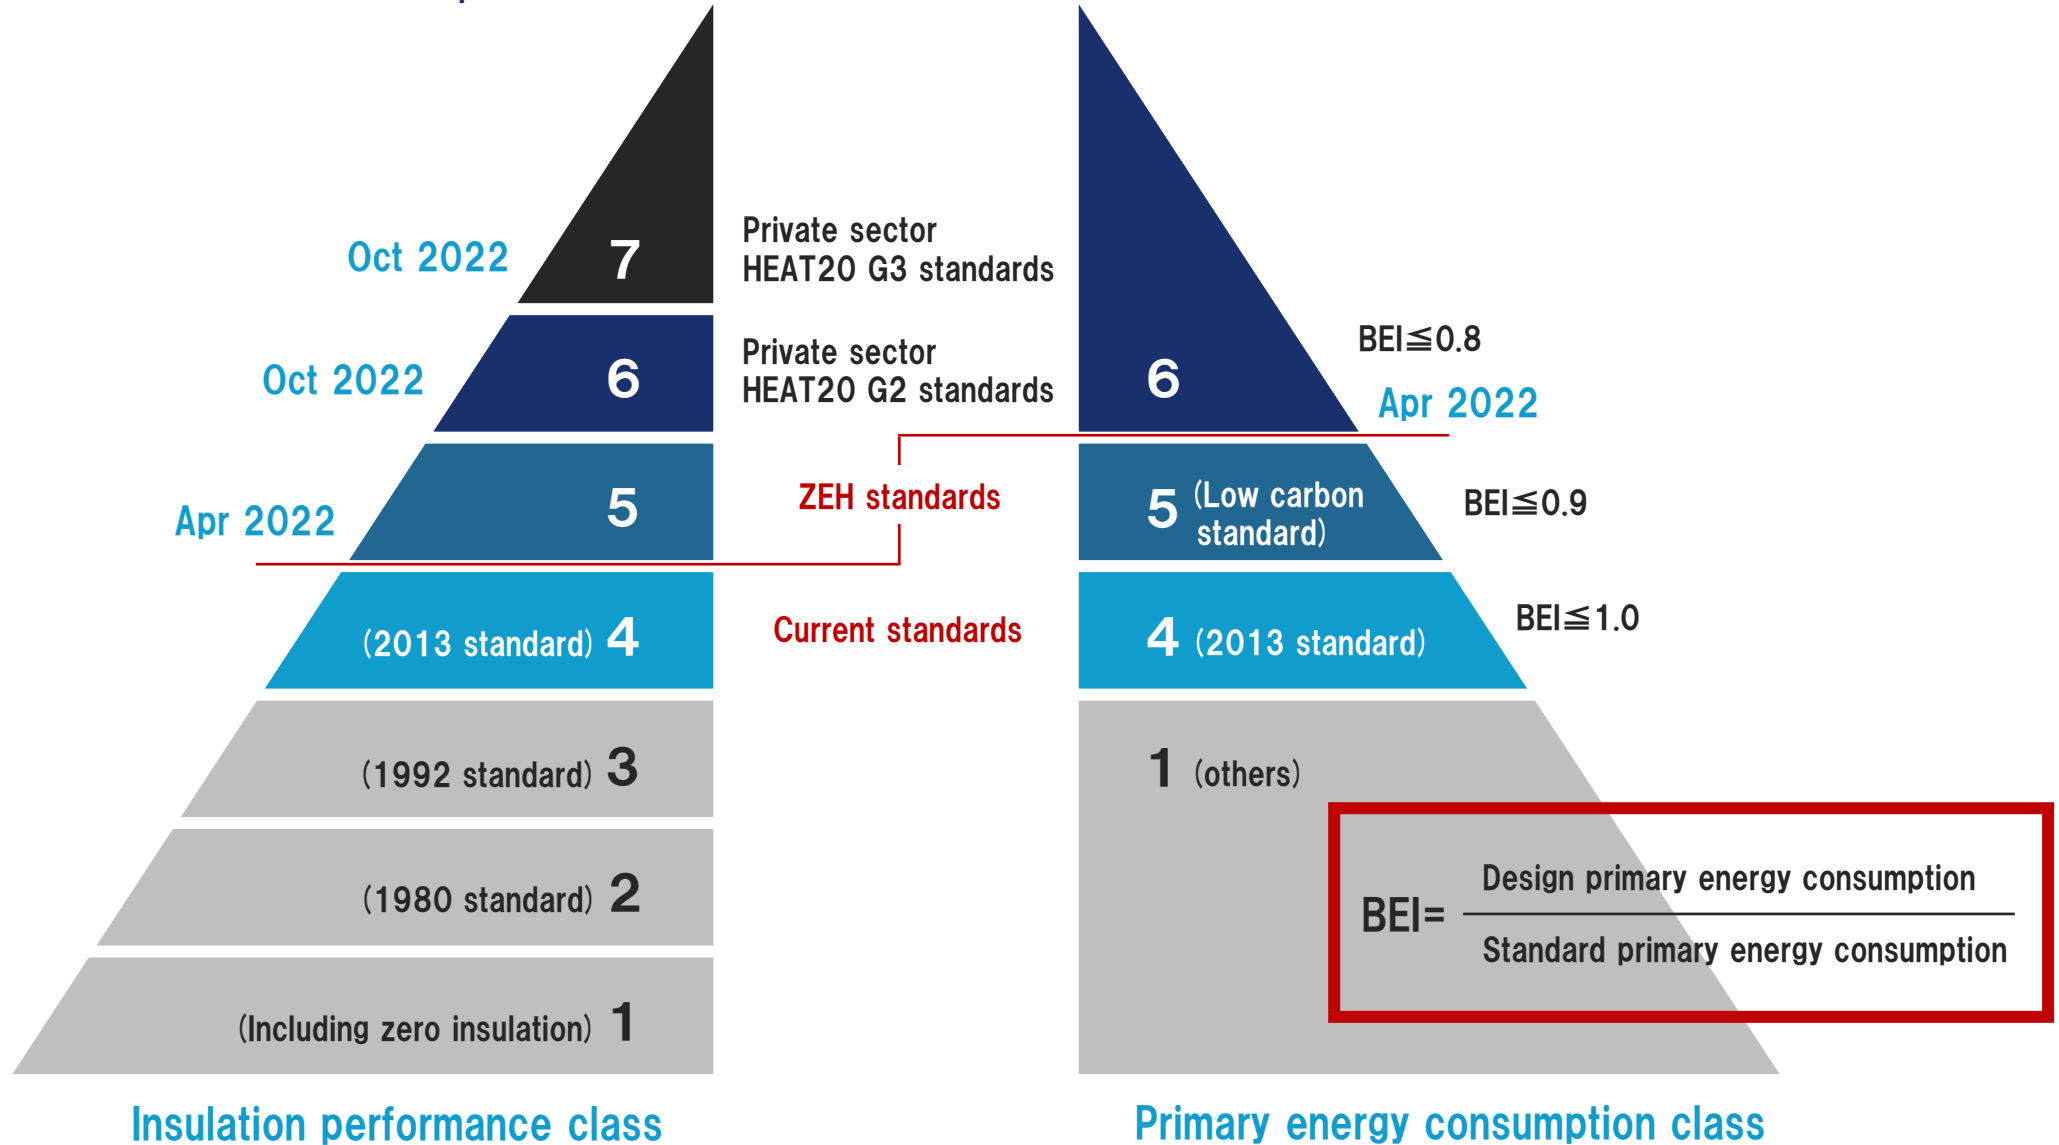 Oct 2022
7
Private sector
HEAT20 G3 standards
Oct 2022
6
Private sector
HEAT20 G2 standards
6
BEI≦0.8
Apr 2022
Apr 2022
5
ZEH standards
5 (Low carbon
standard)
BEI≦0.9
(2013 standard) 4
Current standards
4 (2013 standard)
BEI≦1.0
(1992 standard) 3
1 (others)
(1980 standard) 2
(Including zero insulation) 1
BEI=
Design primary energy consumption
Standard primary energy consumption
Insulation performance class
Primary energy consumption class